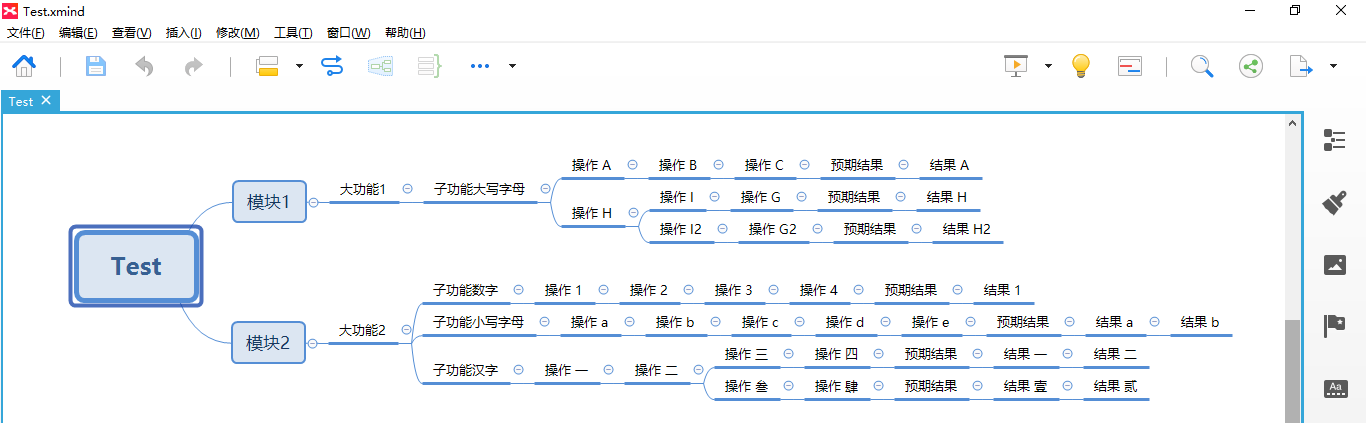 Test.xmind
文件(F) 编辑(E) 查看(V) 插入(I) 修改(M) 工具(T) 窗口(W) 帮助(H)
Test
操作 A 操作 B 操作 C 预期结果 结果 A
模块1 大功能1 子功能大写字母
操作 I 操作 G 预期结果 结果 H
操作 H
操作 I2 操作 G2 预期结果 结果 H2
Test
子功能数字 操作 1 操作 2 操作 3 操作 4 预期结果 结果 1
模块2 大功能2 子功能小写字母 操作 a 操作 b 操作 c 操作 d 操作 e 预期结果 结果 a 结果 b
操作 三 操作 四 预期结果 结果 一 结果 二
子功能汉字 操作 一 操作 二
操作 叁 操作 肆 预期结果 结果 壹 结果 贰
Aa